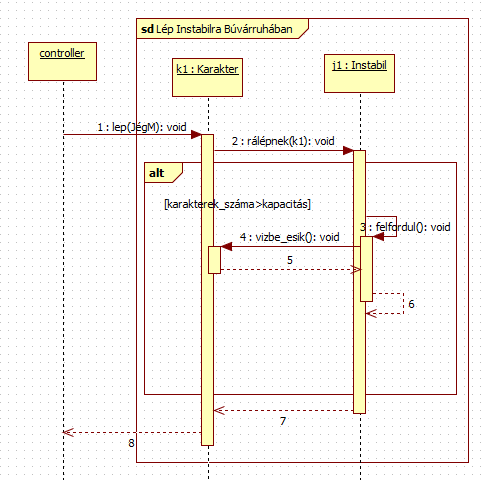 sd Lép Instabilra Búvárruhában
controller
k1 : Karakter
j1 : Instabil
1 : lep(JégM): void
2 : rálépnek(k1): void
alt
[karakterek_száma>kapacitás]
3 : felfordul(): void
4 : vizbe_esik(): void
5
6
7
8